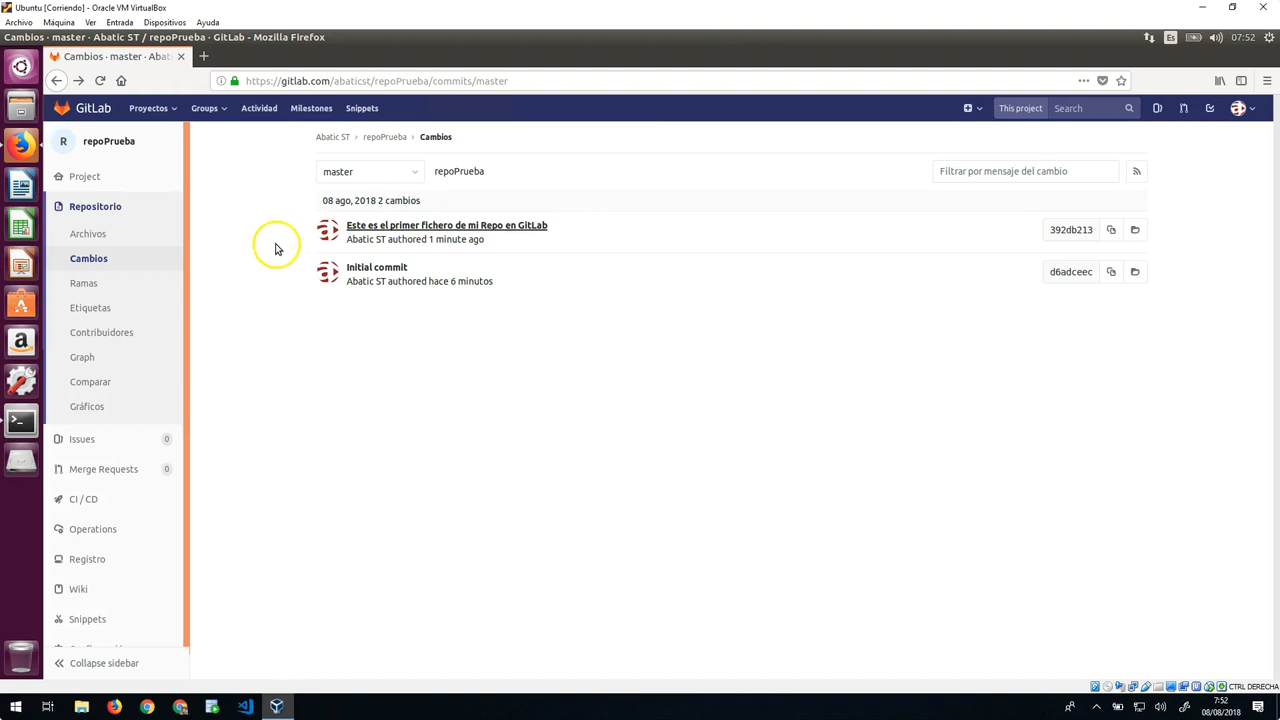 Ubuntu [Corriendo] - Oracle VM VirtualBox
Archivo Máquina Ver Entrada Dispositivos Ayuda
Cambios · master · Abatic ST / repoPrueba · GitLab - Mozilla Firefox
Es 07:52
Cambios · master · Abati
https://gitlab.com/abaticst/repoPrueba/commits/master
GitLab Proyectos Groups Actividad Milestones Snippets
This project Search
R repoPrueba
Project
Repositorio
Archivos
Cambios
Ramas
Etiquetas
Contribuidores
Graph
Comparar
Gráficos
Issues 0
Merge Requests 0
CI / CD
Operations
Registro
Wiki
Snippets
Collapse sidebar
Abatic ST › repoPrueba › Cambios
master repoPrueba Filtrar por mensaje del cambio
08 ago, 2018 2 cambios
Este es el primer fichero de mi Repo en GitLab
Abatic ST authored 1 minute ago
392db213
Initial commit
Abatic ST authored hace 6 minutos
d6adceec
CTRL DERECHA
7:52
08/08/2018